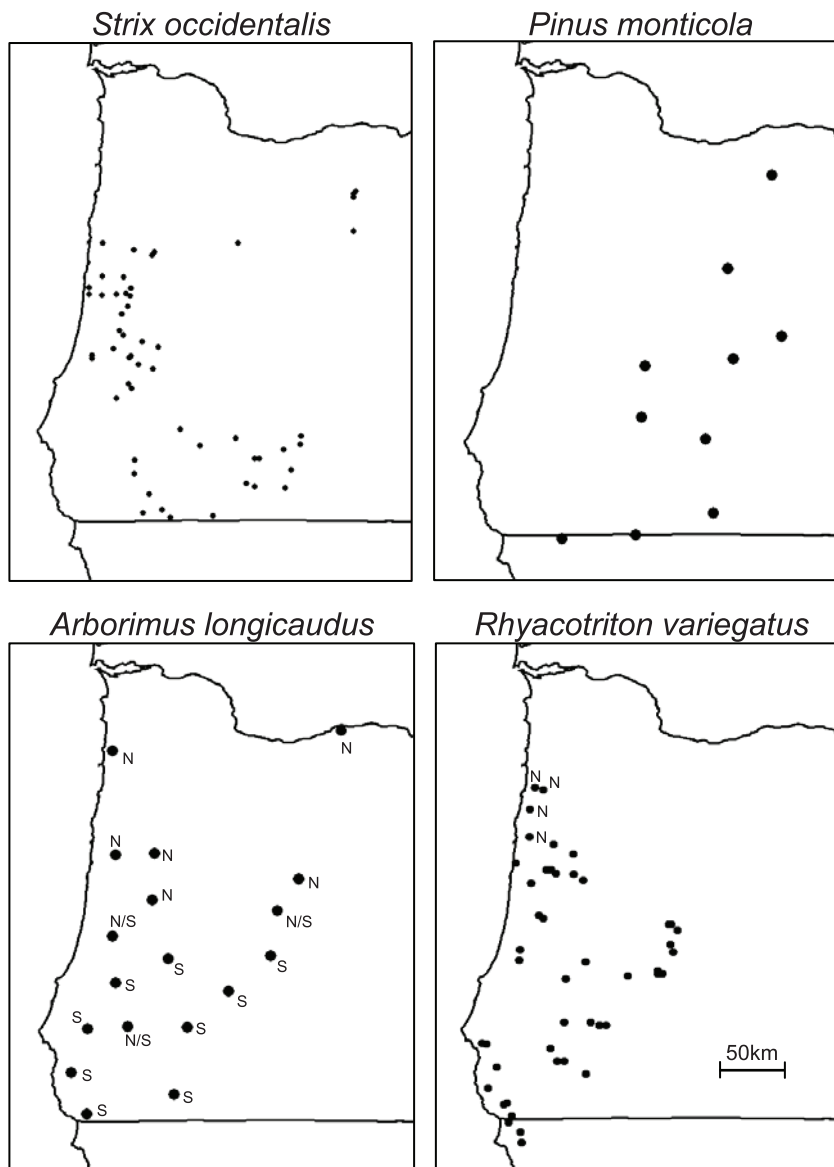 Strix occidentalis
Pinus monticola
Arborimus longicaudus
N
N
N
N
N
N
N/S
N/S
S
S
S
S
S
N/S
S
S
S
S
Rhyacotriton variegatus
N
N
N
N
50km